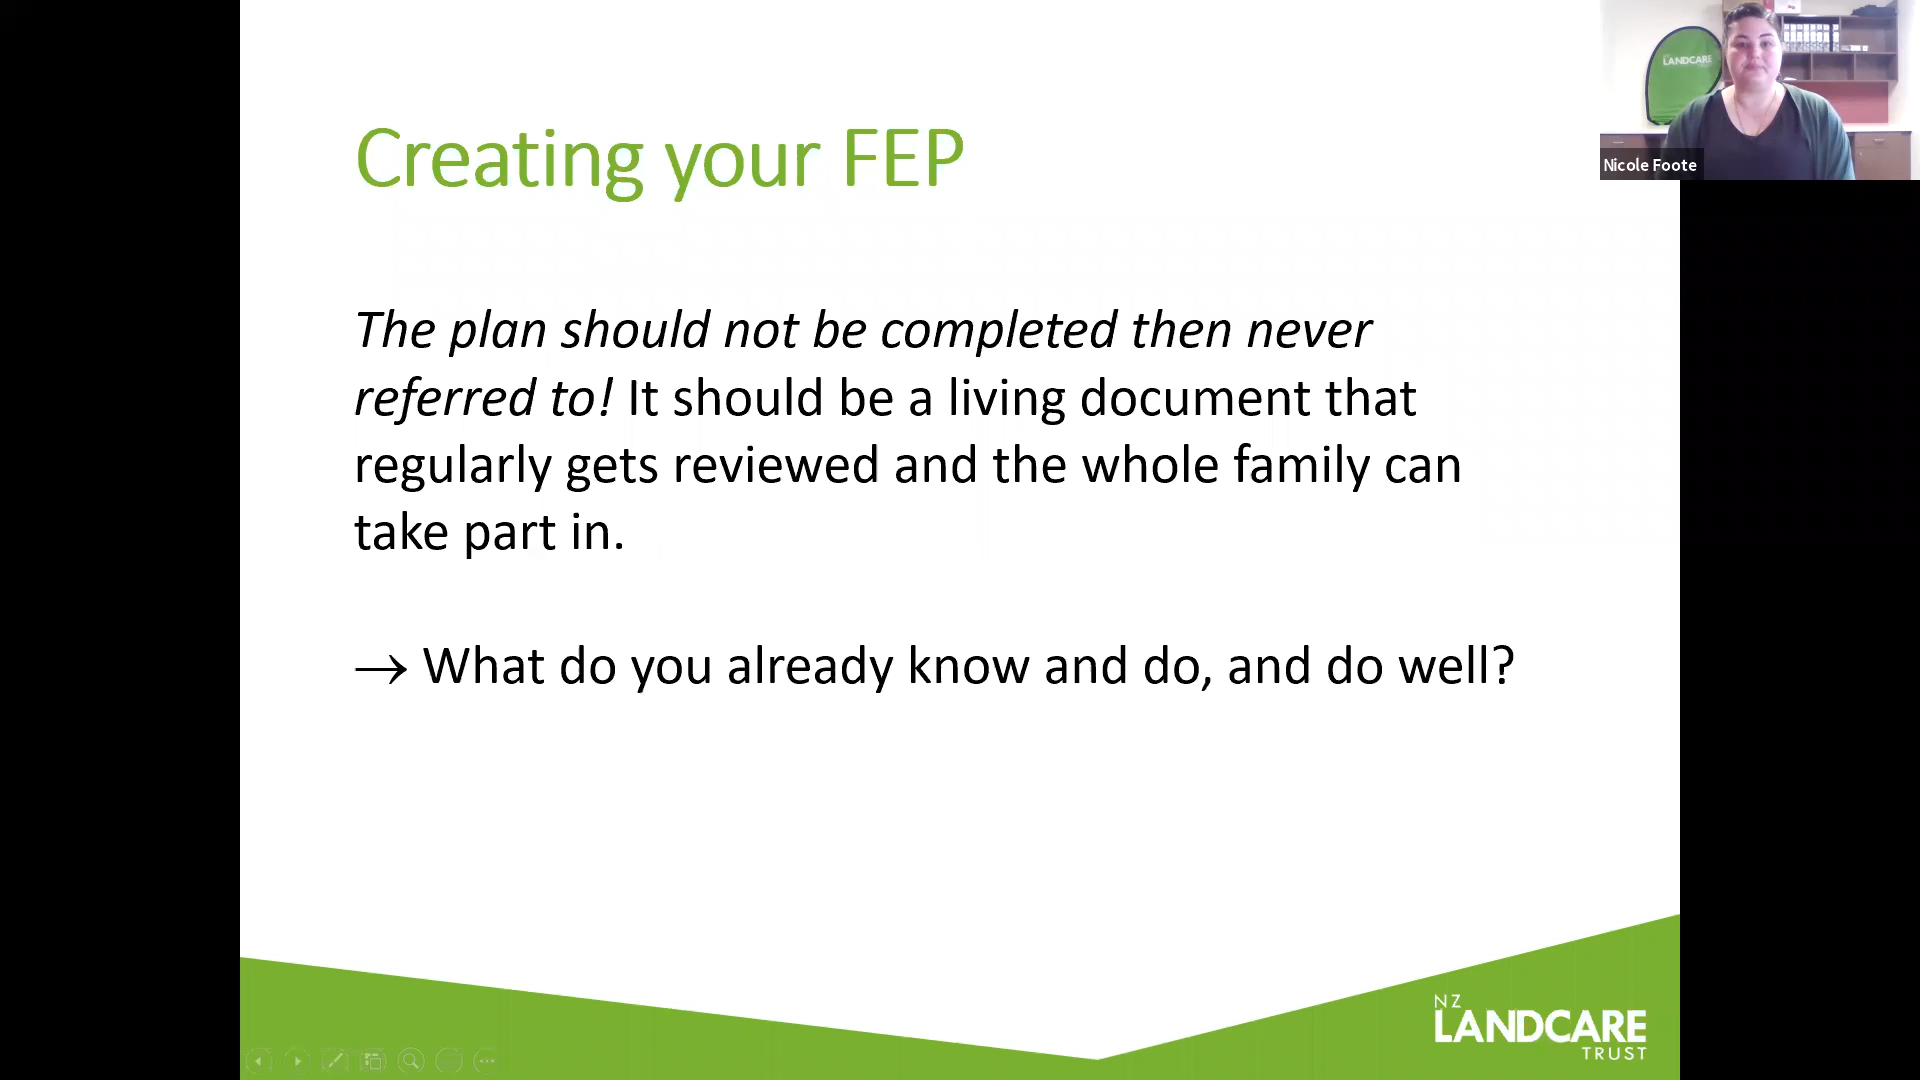 Creating your FEP
The plan should not be completed then never
referred to! It should be a living document that
regularly gets reviewed and the whole family can
take part in.
→ What do you already know and do, and do well?
NZ
LANDCARE
TRUST
LANDCARE
Nicole Foote